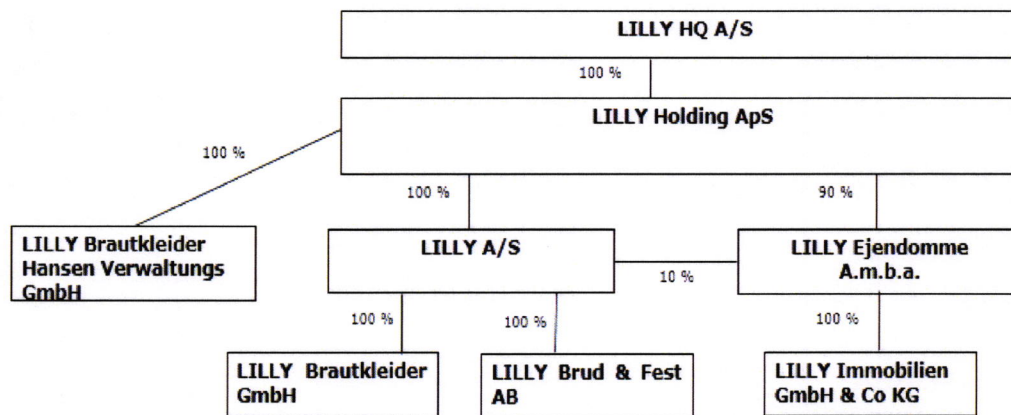 LILLY HQ A/S
100 %
LILLY Holding ApS
100 %
100 %
90 %
LILLY Brautkleider
Hansen Verwaltungs
GmbH
LILLY A/S
10 %
LILLY Ejendomme
A.m.b.a.
100 %
100 %
100 %
LILLY Brautkleider
GmbH
LILLY Brud & Fest
AB
LILLY Immobilien
GmbH & Co KG